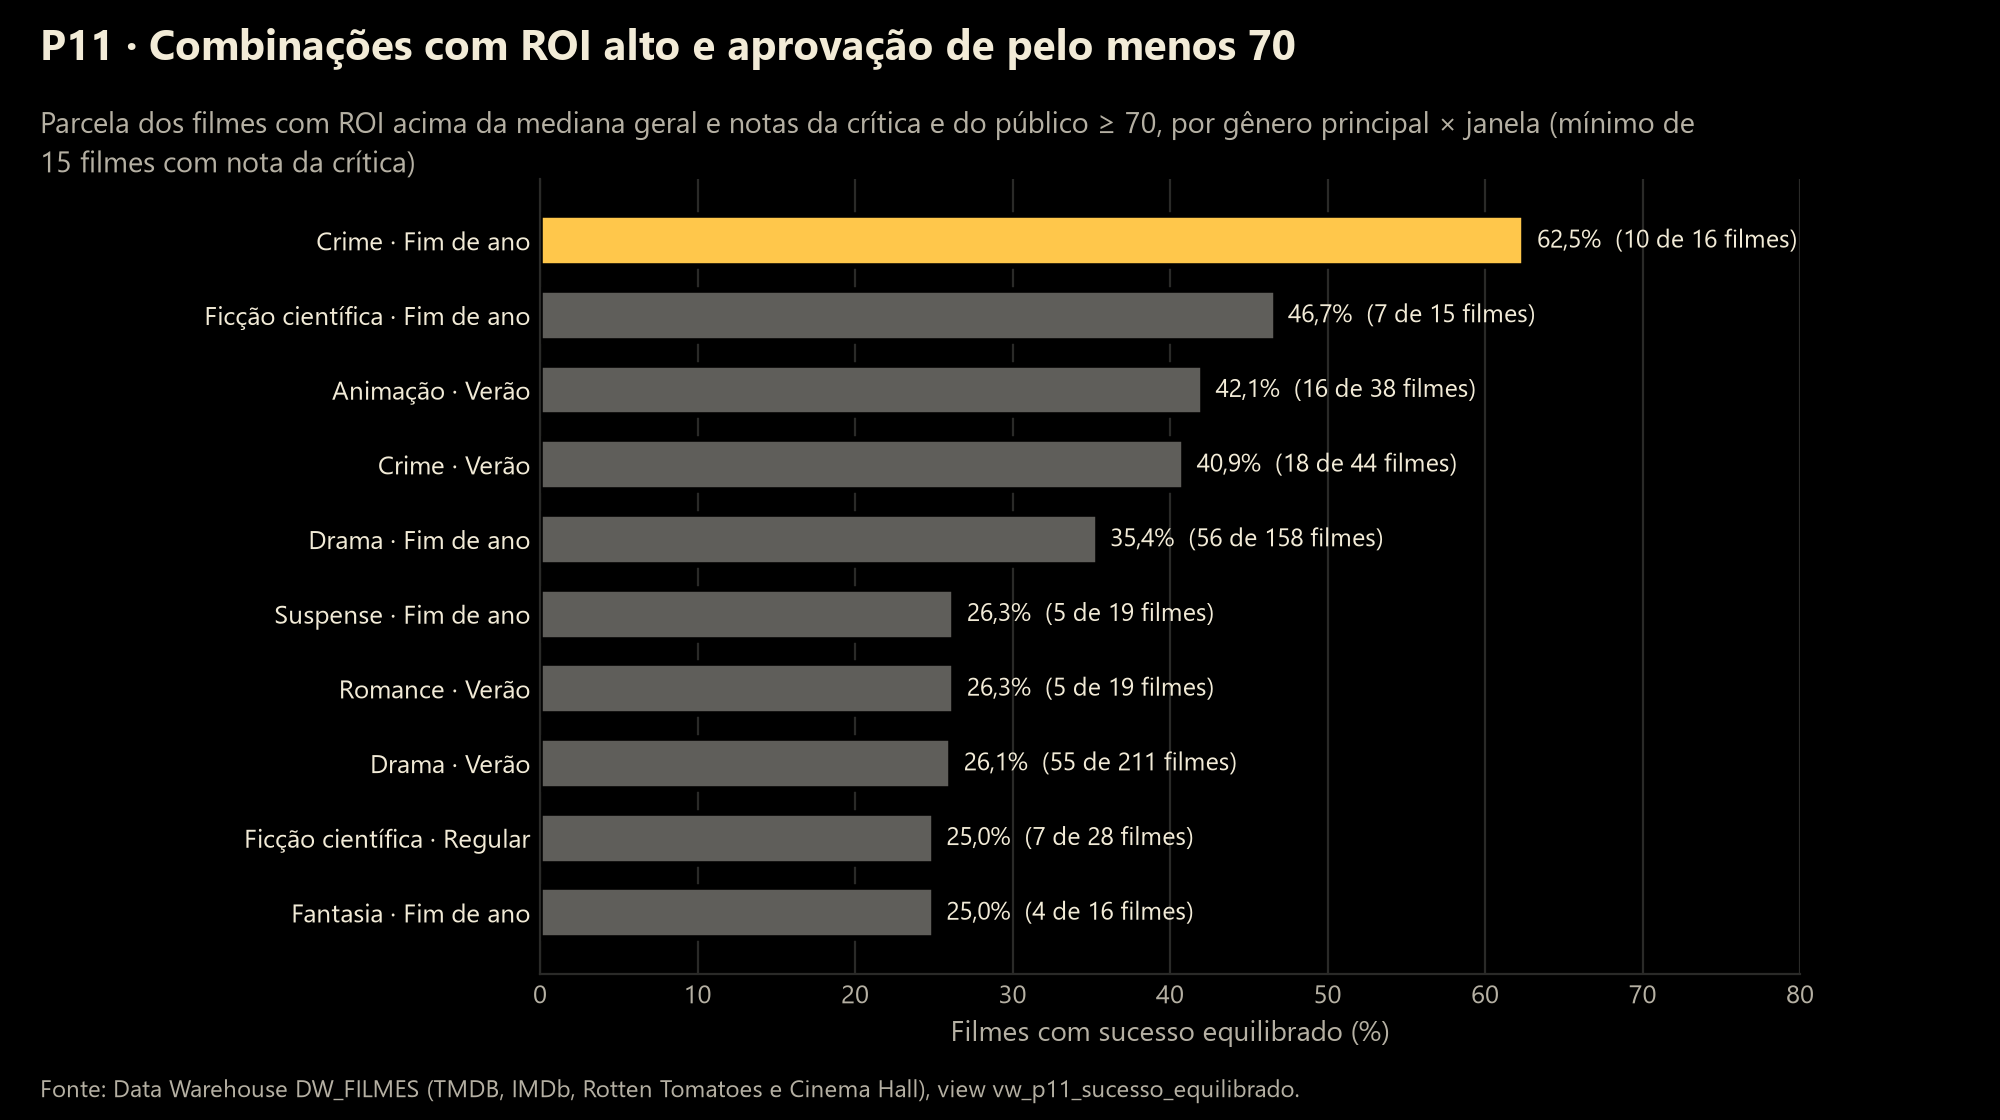 P11 · Combinações com ROI alto e aprovação de pelo menos 70
Parcela dos filmes com ROI acima da mediana geral e notas da crítica e do público ≥ 70, por gênero principal × janela (mínimo de
15 filmes com nota da crítica)
Crime · Fim de ano 62,5% (10 de 16 filmes)
Ficção científica · Fim de ano 46,7% (7 de 15 filmes)
Animação · Verão 42,1% (16 de 38 filmes)
Crime · Verão 40,9% (18 de 44 filmes)
Drama · Fim de ano 35,4% (56 de 158 filmes)
Suspense · Fim de ano 26,3% (5 de 19 filmes)
Romance · Verão 26,3% (5 de 19 filmes)
Drama · Verão 26,1% (55 de 211 filmes)
Ficção científica · Regular 25,0% (7 de 28 filmes)
Fantasia · Fim de ano 25,0% (4 de 16 filmes)
0 10 20 30 40 50 60 70 80
Filmes com sucesso equilibrado (%)
Fonte: Data Warehouse DW_FILMES (TMDB, IMDb, Rotten Tomatoes e Cinema Hall), view vw_p11_sucesso_equilibrado.